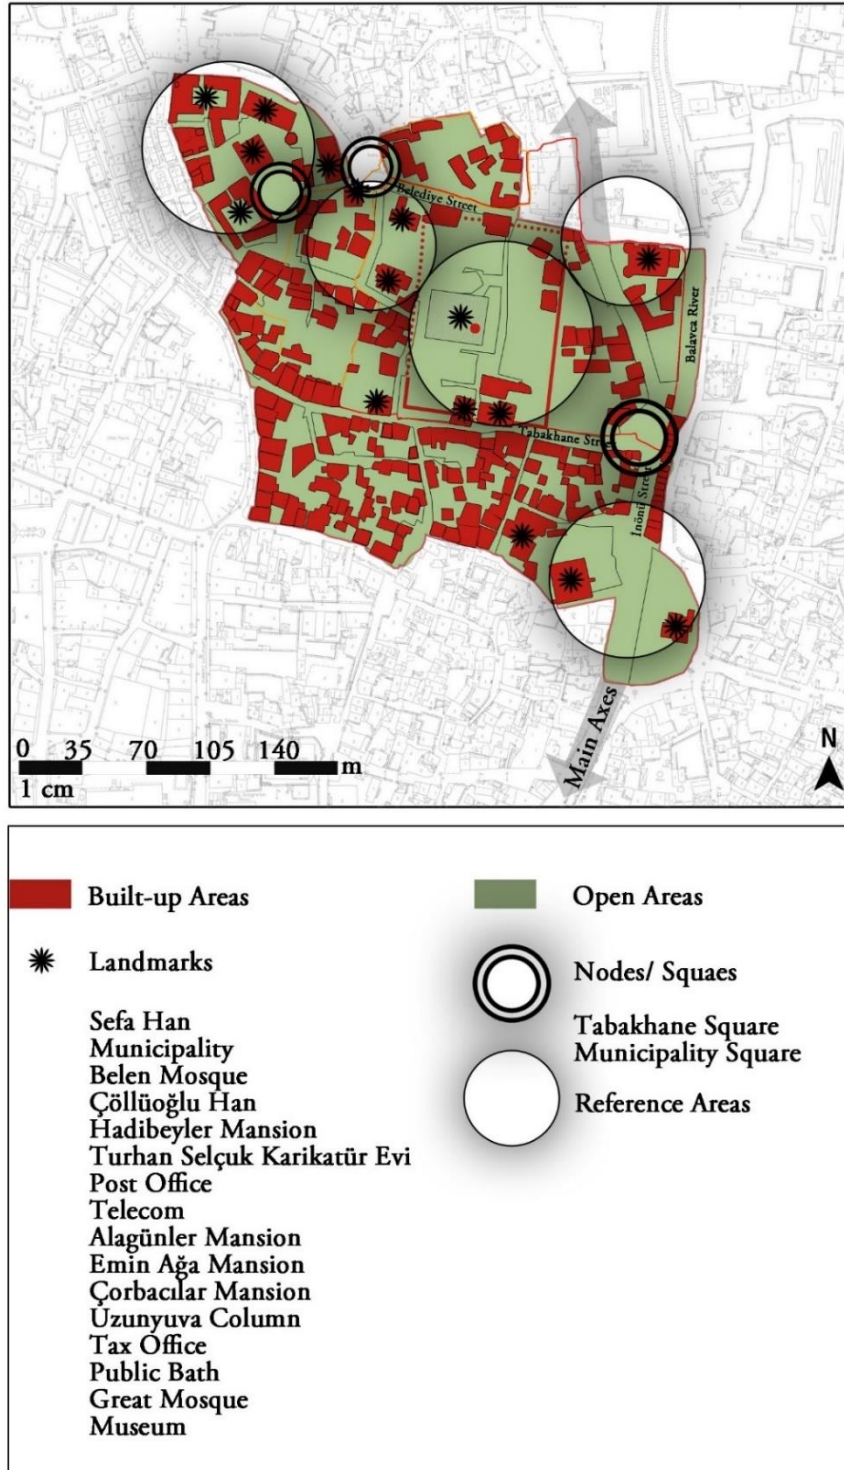 Belediye Street
Balavca River
Tabakhane Street
İnönü Street
Main Axes
0 35 70 105 140
m
1 cm
N
Built-up Areas
Open Areas
Landmarks
Nodes/ Squaes
Sefa Han
Municipality
Belen Mosque
Çöllüoğlu Han
Hadibeyler Mansion
Turhan Selçuk Karikatür Evi
Post Office
Telecom
Alagünler Mansion
Emin Ağa Mansion
Çorbacılar Mansion
Uzunyuva Column
Tax Office
Public Bath
Great Mosque
Museum
Tabakhane Square
Municipality Square
Reference Areas